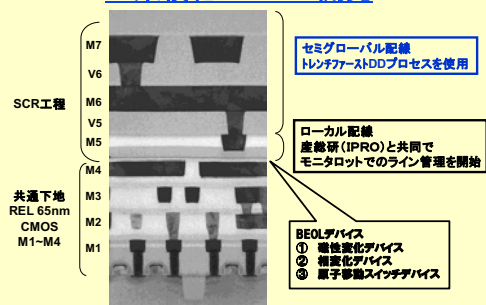 M7
V6
M6
V5
M5
M4
M3
M2
M1
SCR工程
共通下地
REL 65nm
CMOS
M1~M4
セミグローバル配線
トレンチファーストDDプロセスを使用
ローカル配線
産総研(IPRO)と共同で
モニタロットでのライン管理を開始
BEOLデバイス
① 磁性変化デバイス
② 相変化デバイス
③ 原子移動スイッチデバイス